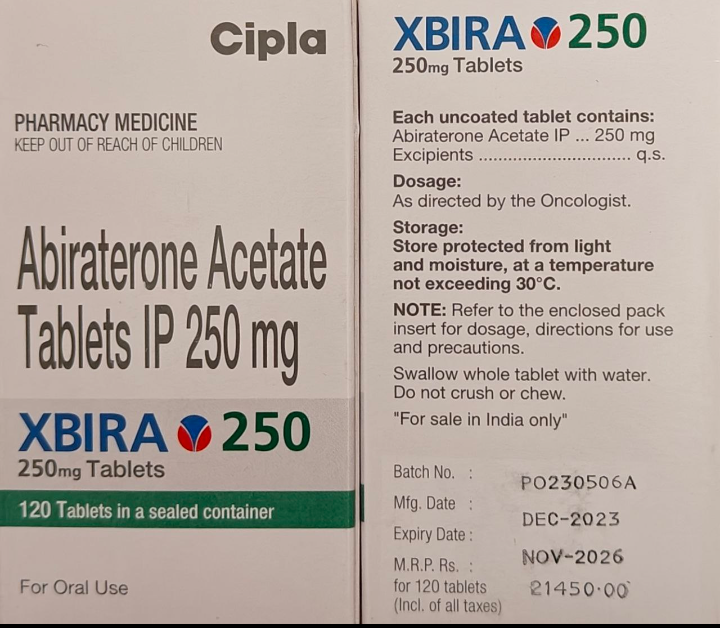 Cipla
PHARMACY MEDICINE
KEEP OUT OF REACH OF CHILDREN
Abiraterone Acetate
Tablets IP 250 mg
XBIRA 250
250mg Tablets
120 Tablets in a sealed container
For Oral Use
XBIRA 250
250mg Tablets
Each uncoated tablet contains:
Abiraterone Acetate IP ... 250 mg
Excipients ................................ q.s.
Dosage:
As directed by the Oncologist.
Storage:
Store protected from light
and moisture, at a temperature
not exceeding 30°C.
NOTE: Refer to the enclosed pack
insert for dosage, directions for use
and precautions.
Swallow whole tablet with water.
Do not crush or chew.
"For sale in India only"
Batch No. : PO230506A
Mfg. Date : DEC-2023
Expiry Date : NOV-2026
M.R.P. Rs. : 21450.00
for 120 tablets
(Incl. of all taxes)